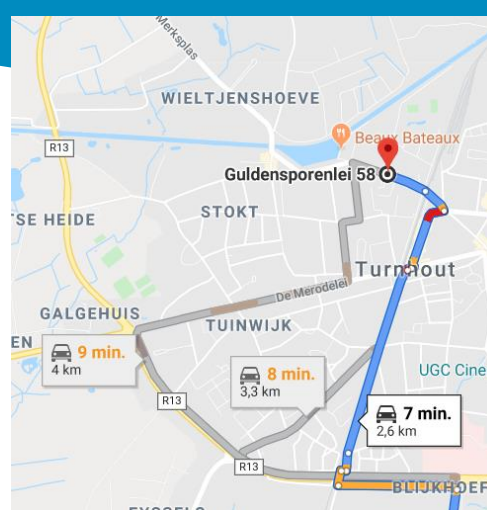 Merksplas
WIELTJENSHOEVE
Beaux Bateaux
R13
Guldensporenlei 58
STOKT
TSE HEIDE
Turnhout
De Merodelei
GALGEHUIS
TUINWIJK
EN
9 min.
4 km
8 min.
3,3 km
UGC Cine
R13
7 min.
2,6 km
R13
BLIJKHOEF